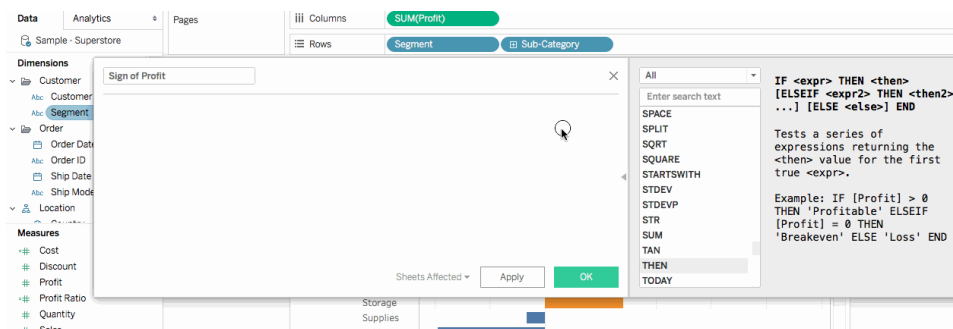 Data Analytics Pages iii Columns SUM(Profit)
Sample - Superstore
Rows Segment Sub-Category
Dimensions
Customer
Abc Customer
Abc Segment
Order
Order Date
Abc Order ID
Ship Date
Abc Ship Mode
Location
Measures
Cost
Discount
Profit
Profit Ratio
Quantity
Sign of Profit
Sheets Affected Apply OK
All
Enter search text
SPACE
SPLIT
SQRT
SQUARE
STARTSWITH
STDEV
STDEVP
STR
SUM
TAN
THEN
TODAY
IF <expr> THEN <then>
[ELSEIF <expr2> THEN <then2>
...] [ELSE <else>] END
Tests a series of
expressions returning the
<then> value for the first
true <expr>.
Example: IF [Profit] > 0
THEN 'Profitable' ELSEIF
[Profit] = 0 THEN
'Breakeven' ELSE 'Loss' END
Storage
Supplies